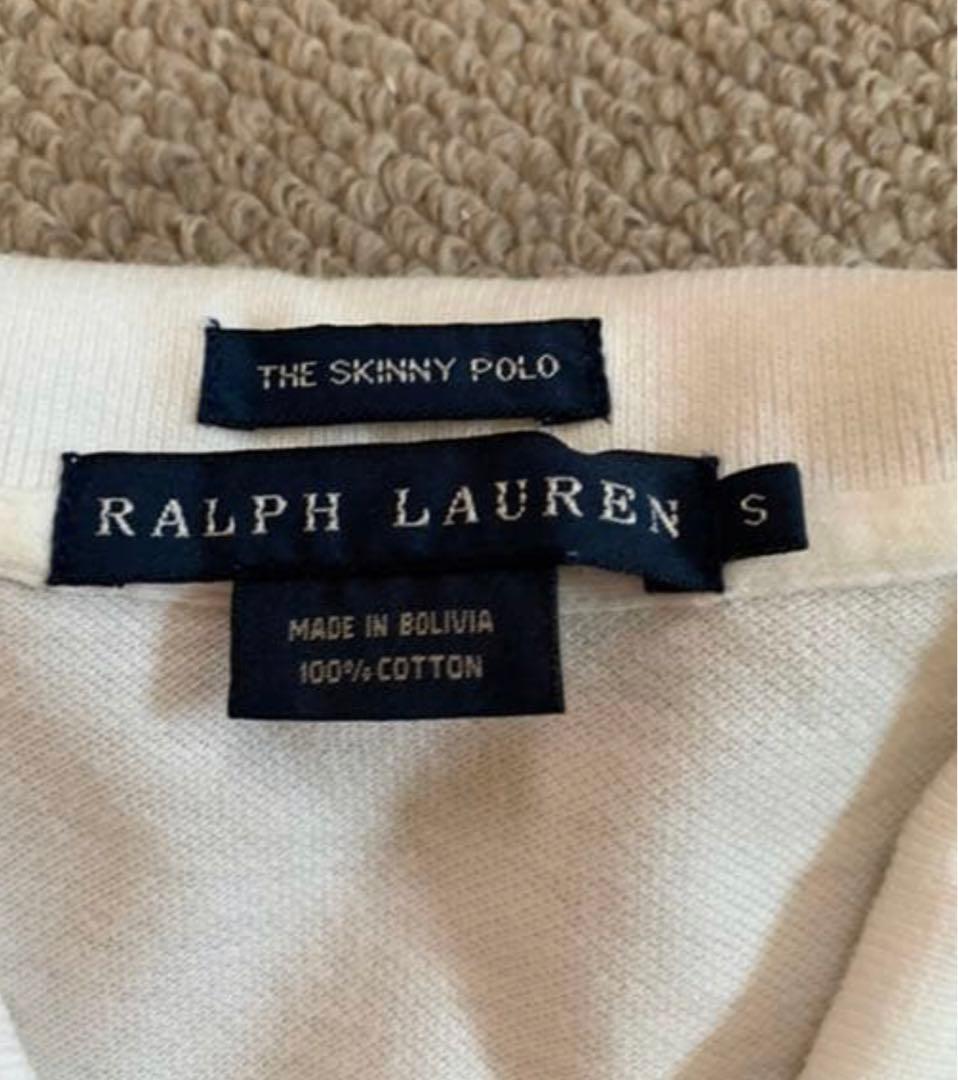 THE SKINNY POLO
RALPH LAUREN
S
MADE IN BOLIVIA
100% COTTON